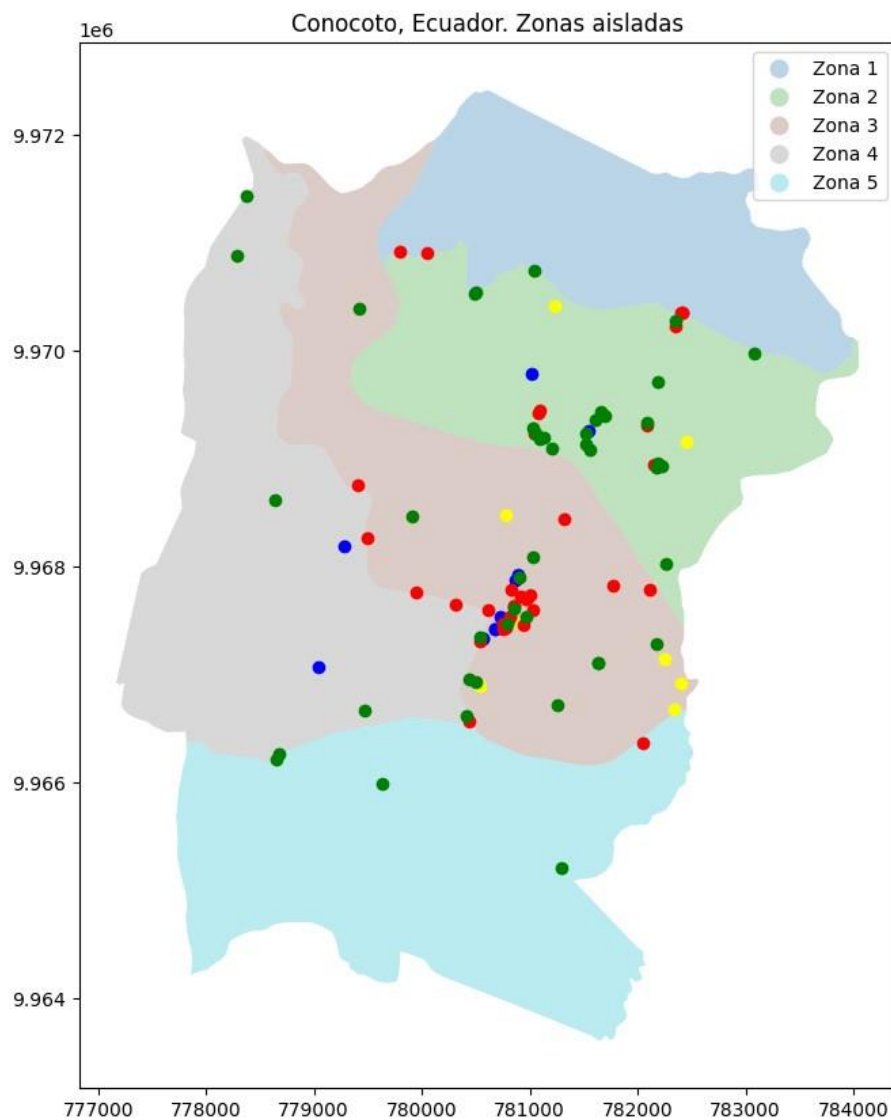 Conocoto, Ecuador. Zonas aisladas
1e6
Zona 1
Zona 2
Zona 3
Zona 4
Zona 5
9.972
9.970
9.968
9.966
9.964
777000 778000 779000 780000 781000 782000 783000 784000